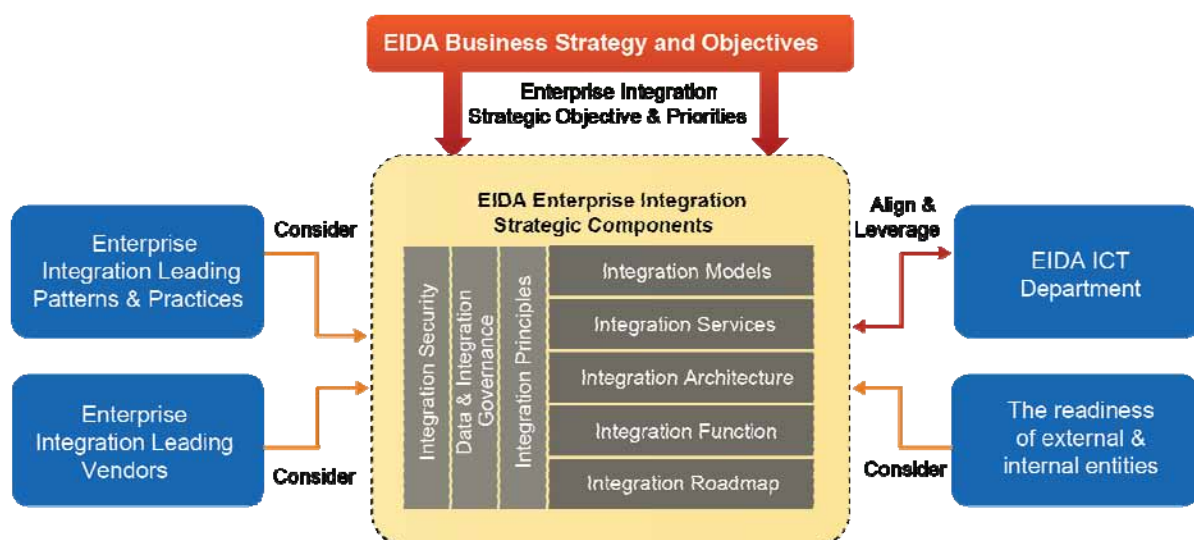 EIDA Business Strategy and Objectives
Enterprise Integration
Strategic Objective & Priorities
EIDA Enterprise Integration
Strategic Components
Consider
Enterprise
Integration Leading
Patterns & Practices
Enterprise
Integration Leading
Vendors
Consider
Integration Security
Data & Integration
Governance
Integration Principles
Integration Models
Integration Services
Integration Architecture
Integration Function
Integration Roadmap
Align &
Leverage
EIDA ICT
Department
The readiness
of external &
internal entities
Consider